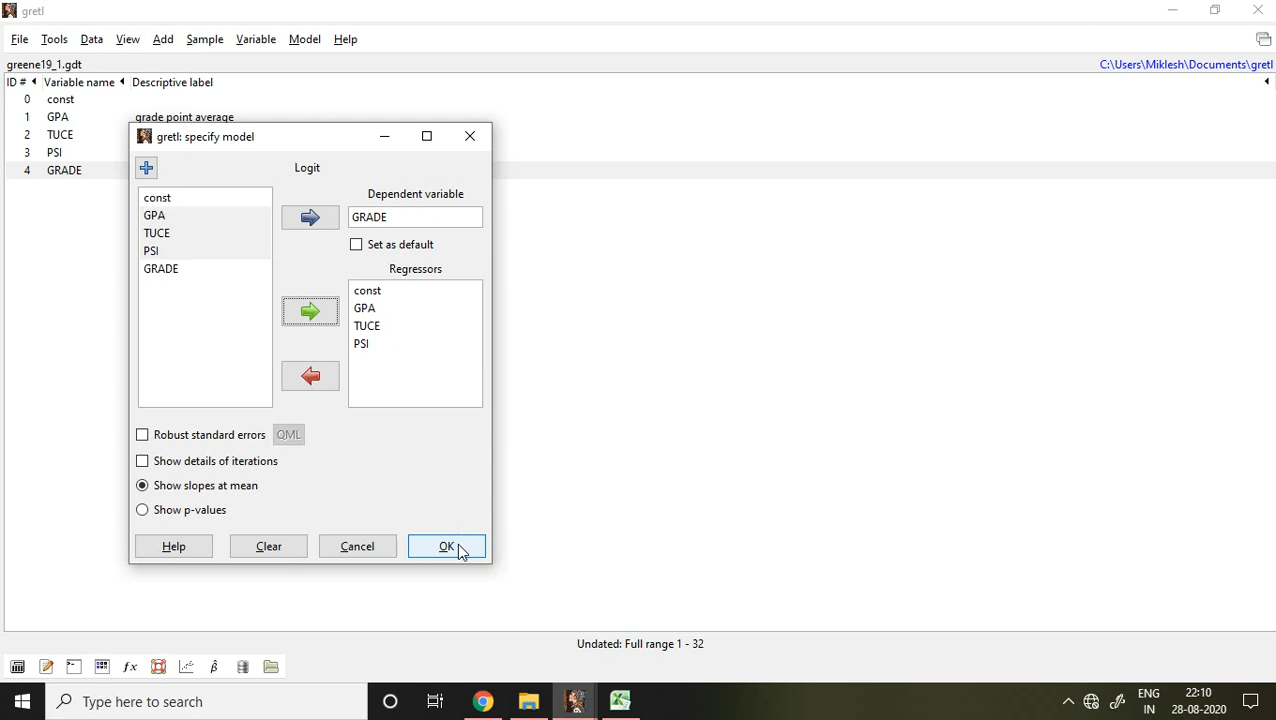 gretl
File Tools Data View Add Sample Variable Model Help
greene19_1.gdt C:\Users\Miklesh\Documents\gretl
ID # Variable name Descriptive label
0 const
1 GPA grade point average
2 TUCE
3 PSI
4 GRADE
gretl: specify model
Logit
const
GPA
TUCE
PSI
GRADE
Dependent variable
GRADE
Set as default
Regressors
const
GPA
TUCE
PSI
Robust standard errors QML
Show details of iterations
Show slopes at mean
Show p-values
Help Clear Cancel OK
Undated: Full range 1 - 32
fx β
Type here to search
ENG 22:10
IN 28-08-2020